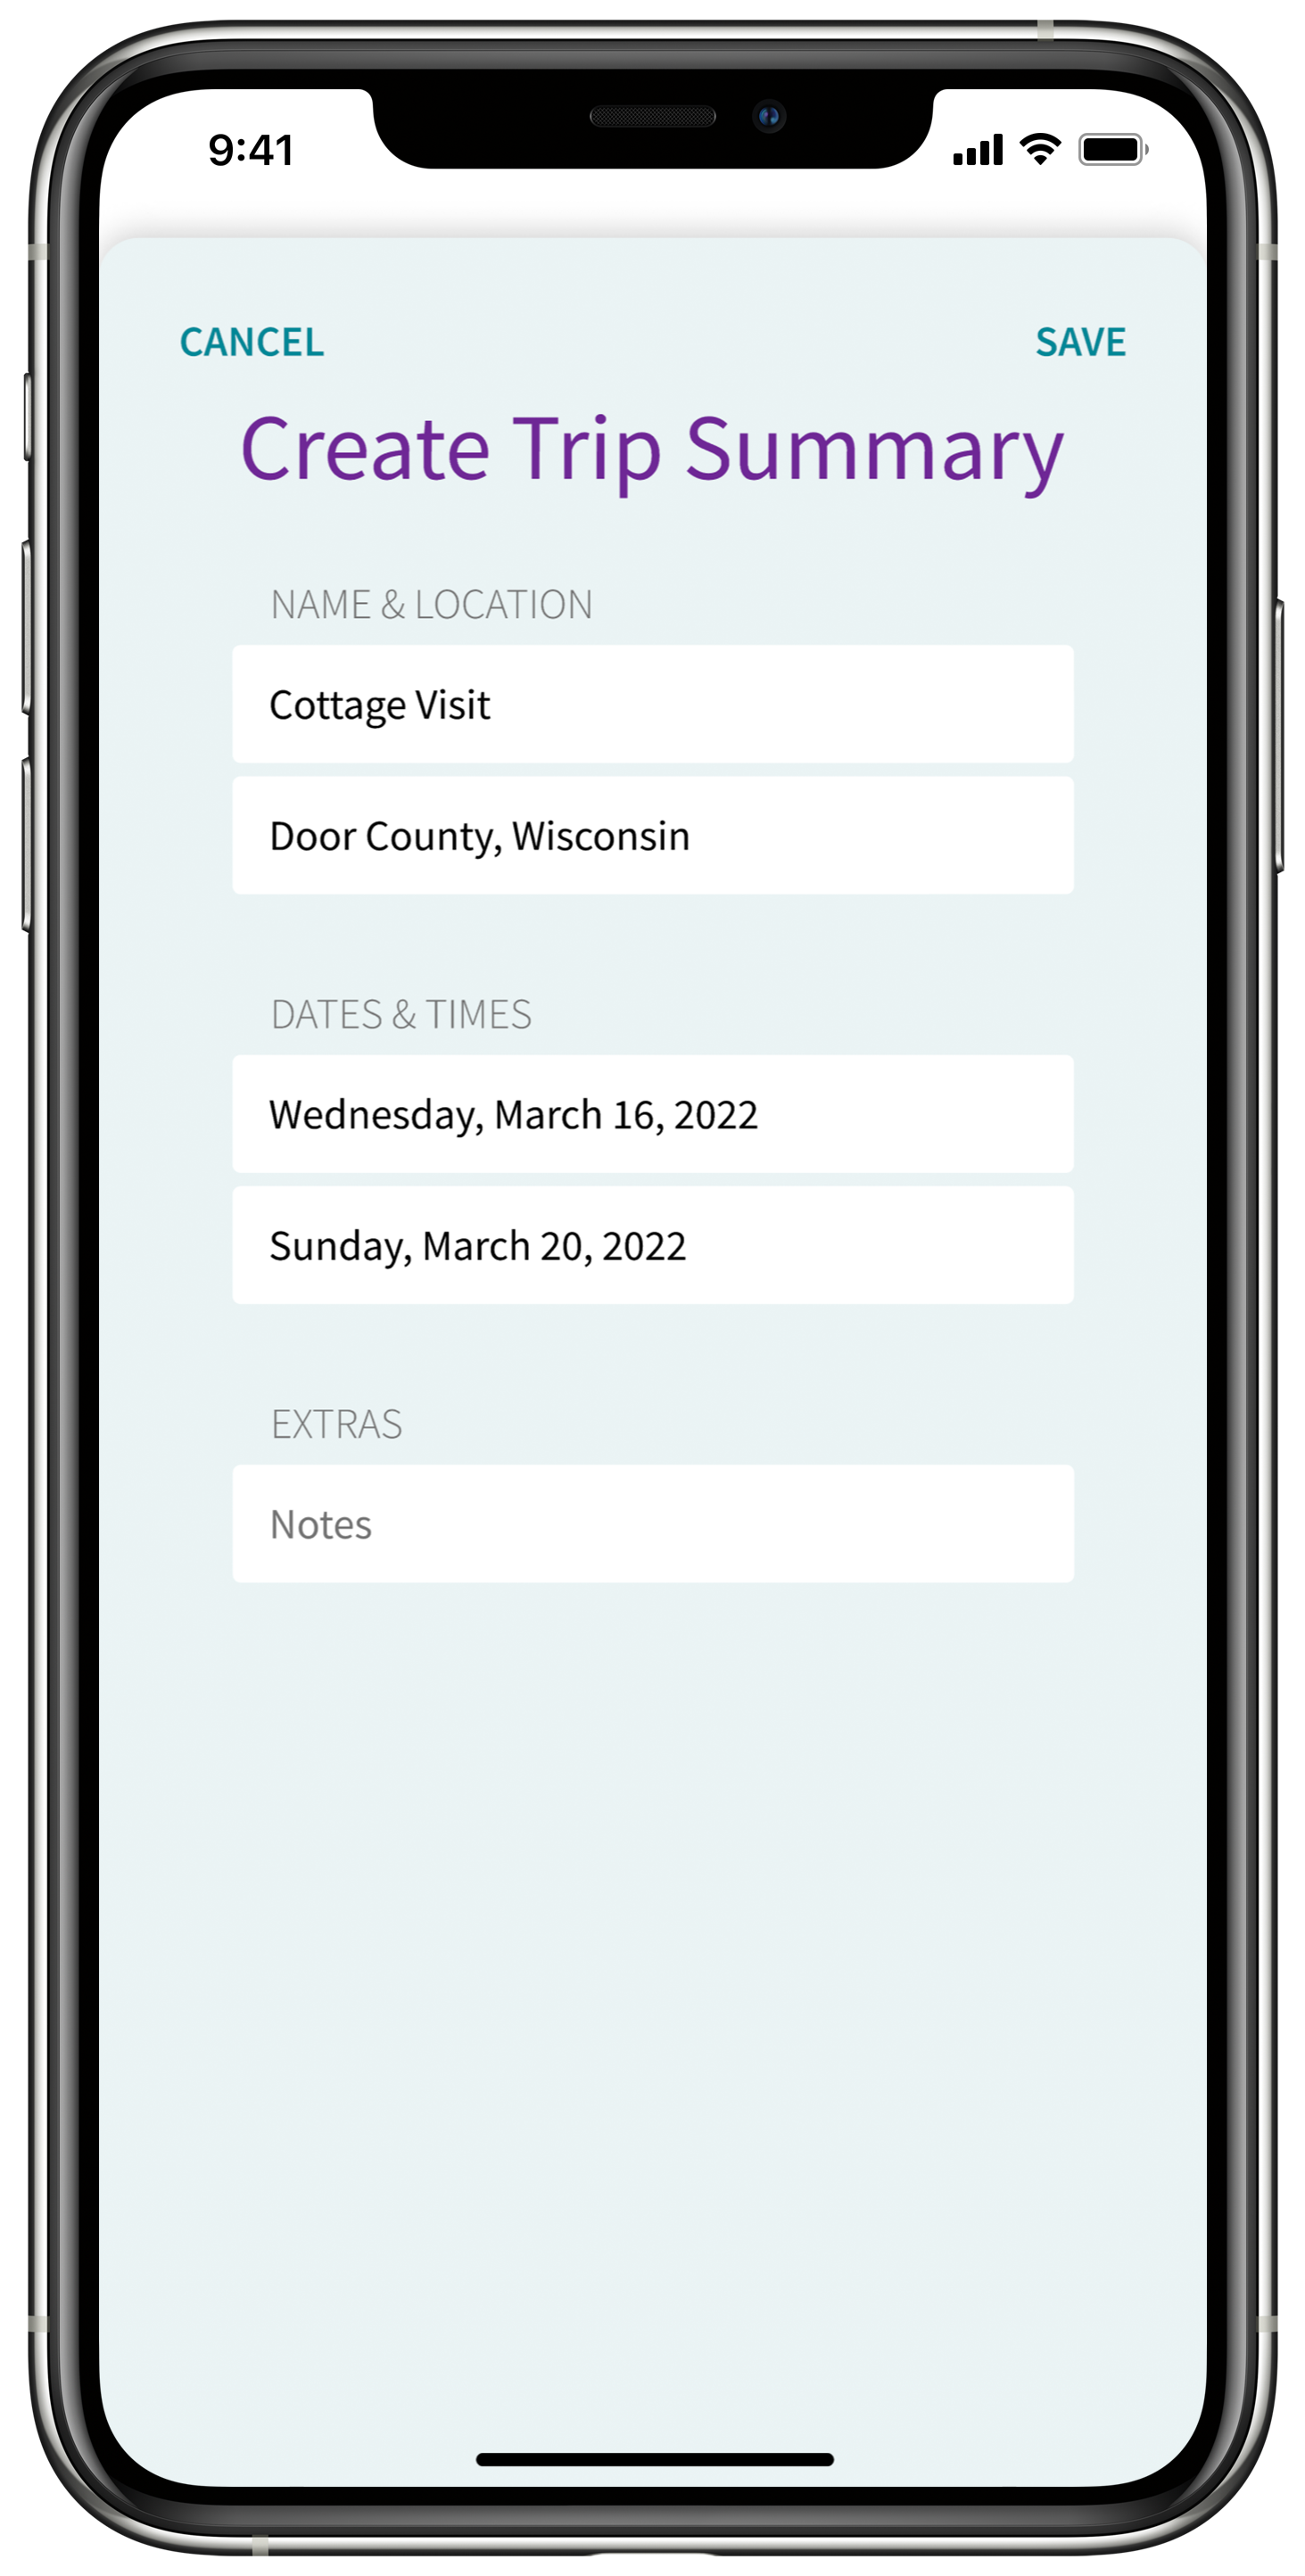 9:41
CANCEL SAVE
Create Trip Summary
NAME & LOCATION
Cottage Visit
Door County, Wisconsin
DATES & TIMES
Wednesday, March 16, 2022
Sunday, March 20, 2022
EXTRAS
Notes